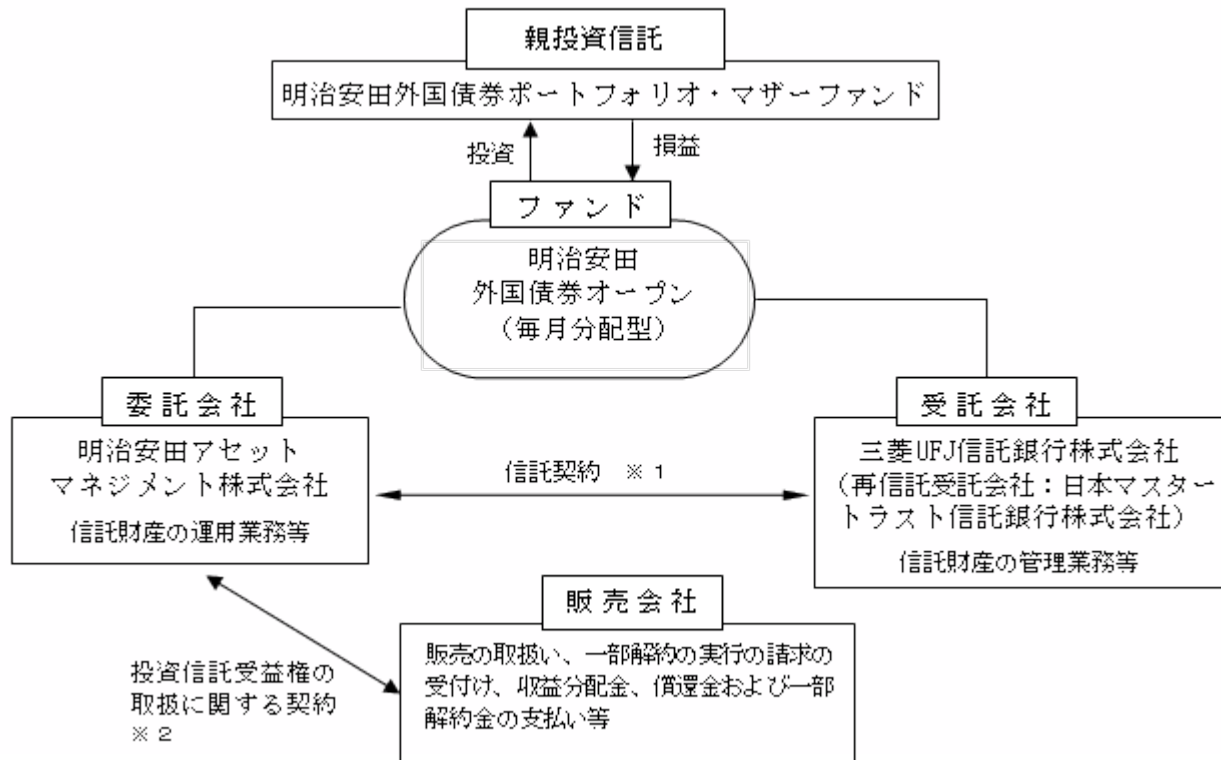 親投資信託
明治安田外国債券ポートフォリオ・マザーファンド
投資
損益
ファンド
明治安田
外国債券オープン
（毎月分配型）
委託会社
明治安田アセット
マネジメント株式会社
信託財産の運用業務等
信託契約 ※1
受託会社
三菱UFJ信託銀行株式会社
（再信託受託会社：日本マスター
トラスト信託銀行株式会社）
信託財産の管理業務等
販売会社
販売の取扱い、一部解約の実行の請求の
受付け、収益分配金、償還金および一部
解約金の支払い等
投資信託受益権の
取扱に関する契約
※2